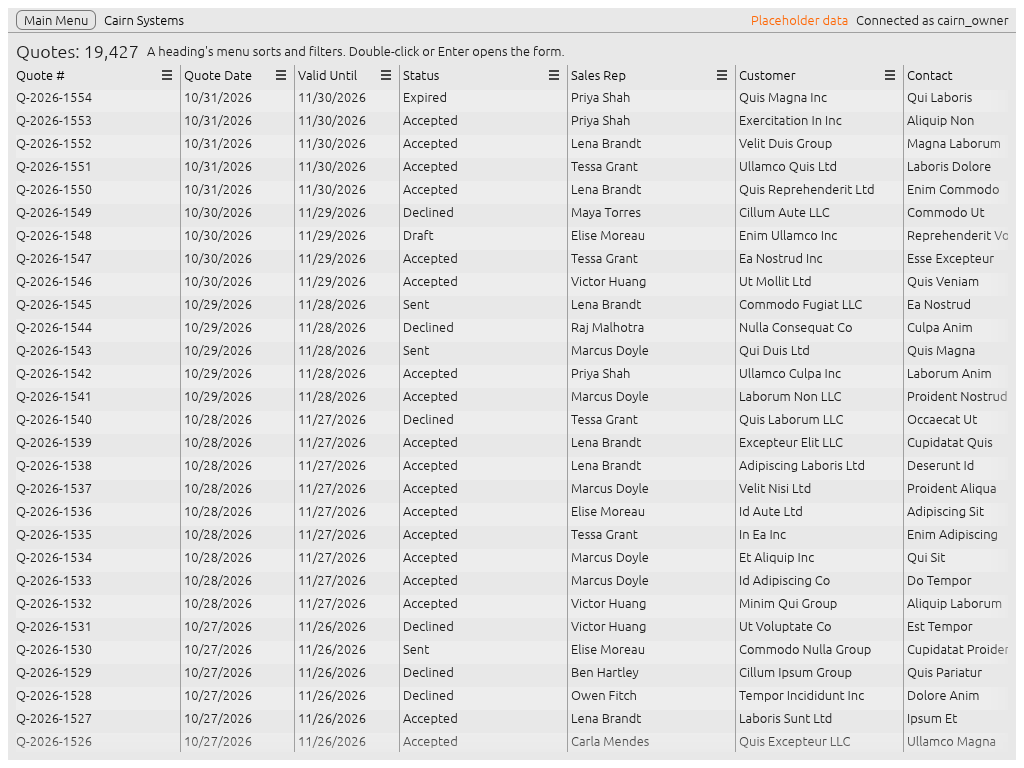 Main Menu Cairn Systems Placeholder data Connected as cairn_owner
Quotes: 19,427 A heading's menu sorts and filters. Double-click or Enter opens the form.
Quote # Quote Date Valid Until Status Sales Rep Customer Contact
Q-2026-1554 10/31/2026 11/30/2026 Expired Priya Shah Quis Magna Inc Qui Laboris
Q-2026-1553 10/31/2026 11/30/2026 Accepted Priya Shah Exercitation In Inc Aliquip Non
Q-2026-1552 10/31/2026 11/30/2026 Accepted Lena Brandt Velit Duis Group Magna Laborum
Q-2026-1551 10/31/2026 11/30/2026 Accepted Tessa Grant Ullamco Quis Ltd Laboris Dolore
Q-2026-1550 10/31/2026 11/30/2026 Accepted Lena Brandt Quis Reprehenderit Ltd Enim Commodo
Q-2026-1549 10/30/2026 11/29/2026 Declined Maya Torres Cillum Aute LLC Commodo Ut
Q-2026-1548 10/30/2026 11/29/2026 Draft Elise Moreau Enim Ullamco Inc Reprehenderit
Q-2026-1547 10/30/2026 11/29/2026 Accepted Tessa Grant Ea Nostrud Inc Esse Excepteur
Q-2026-1546 10/30/2026 11/29/2026 Accepted Victor Huang Ut Mollit Ltd Quis Veniam
Q-2026-1545 10/29/2026 11/28/2026 Sent Lena Brandt Commodo Fugiat LLC Ea Nostrud
Q-2026-1544 10/29/2026 11/28/2026 Declined Raj Malhotra Nulla Consequat Co Culpa Anim
Q-2026-1543 10/29/2026 11/28/2026 Sent Marcus Doyle Qui Duis Ltd Quis Magna
Q-2026-1542 10/29/2026 11/28/2026 Accepted Priya Shah Ullamco Culpa Inc Laborum Anim
Q-2026-1541 10/29/2026 11/28/2026 Accepted Marcus Doyle Laborum Non LLC Proident Nostrud
Q-2026-1540 10/28/2026 11/27/2026 Declined Tessa Grant Quis Laborum LLC Occaecat Ut
Q-2026-1539 10/28/2026 11/27/2026 Accepted Lena Brandt Excepteur Elit LLC Cupidatat Quis
Q-2026-1538 10/28/2026 11/27/2026 Accepted Lena Brandt Adipiscing Laboris Ltd Deserunt Id
Q-2026-1537 10/28/2026 11/27/2026 Accepted Marcus Doyle Velit Nisi Ltd Proident Aliqua
Q-2026-1536 10/28/2026 11/27/2026 Accepted Elise Moreau Id Aute Ltd Adipiscing Sit
Q-2026-1535 10/28/2026 11/27/2026 Accepted Tessa Grant In Ea Inc Enim Adipiscing
Q-2026-1534 10/28/2026 11/27/2026 Accepted Marcus Doyle Et Aliquip Inc Qui Sit
Q-2026-1533 10/28/2026 11/27/2026 Accepted Marcus Doyle Id Adipiscing Co Do Tempor
Q-2026-1532 10/28/2026 11/27/2026 Accepted Victor Huang Minim Qui Group Aliquip Laborum
Q-2026-1531 10/27/2026 11/26/2026 Declined Victor Huang Ut Voluptate Co Est Tempor
Q-2026-1530 10/27/2026 11/26/2026 Sent Elise Moreau Commodo Nulla Group Cupidatat
Q-2026-1529 10/27/2026 11/26/2026 Declined Ben Hartley Cillum Ipsum Group Quis Pariatur
Q-2026-1528 10/27/2026 11/26/2026 Declined Owen Fitch Tempor Incididunt Inc Dolore Anim
Q-2026-1527 10/27/2026 11/26/2026 Accepted Lena Brandt Laboris Sunt Ltd Ipsum Et
Q-2026-1526 10/27/2026 11/26/2026 Accepted Carla Mendes Quis Excepteur LLC Ullamco Magna